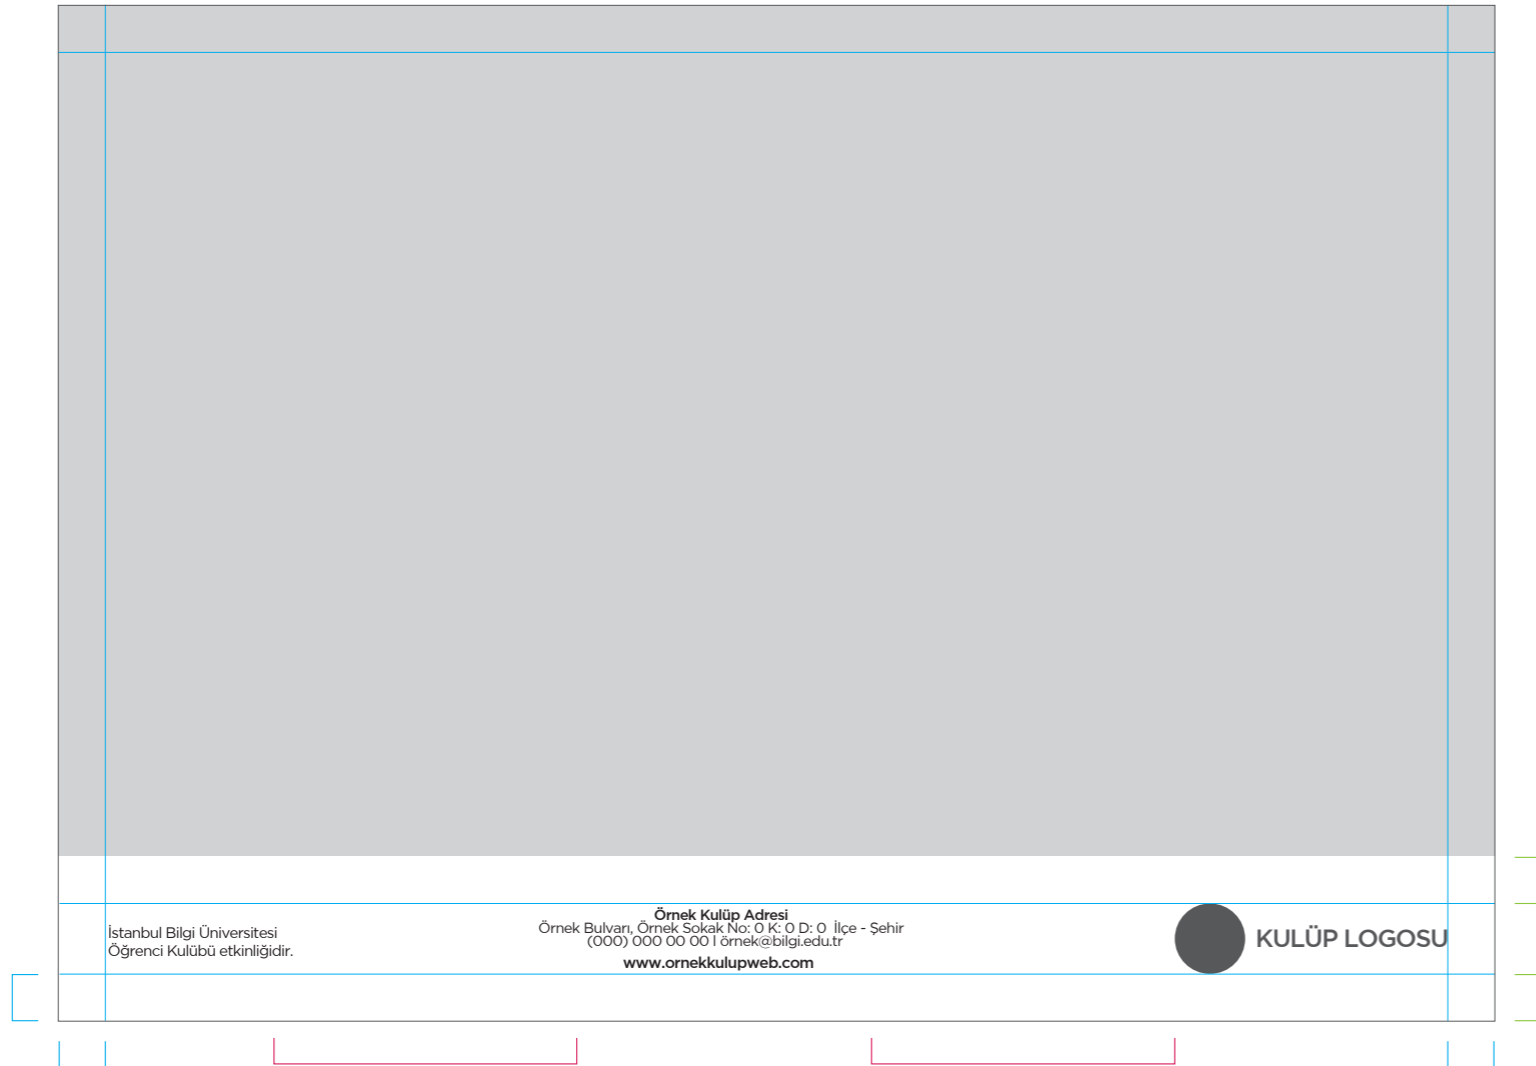 İstanbul Bilgi Üniversitesi
Öğrenci Kulübü etkinliğidir.
Örnek Kulüp Adresi
Örnek Bulvarı, Örnek Sokak No: 0 K: 0 D: 0  İlçe - Şehir
(000) 000 00 00 I örnek@bilgi.edu.tr
www.ornekkulupweb.com
KULÜP LOGOSU